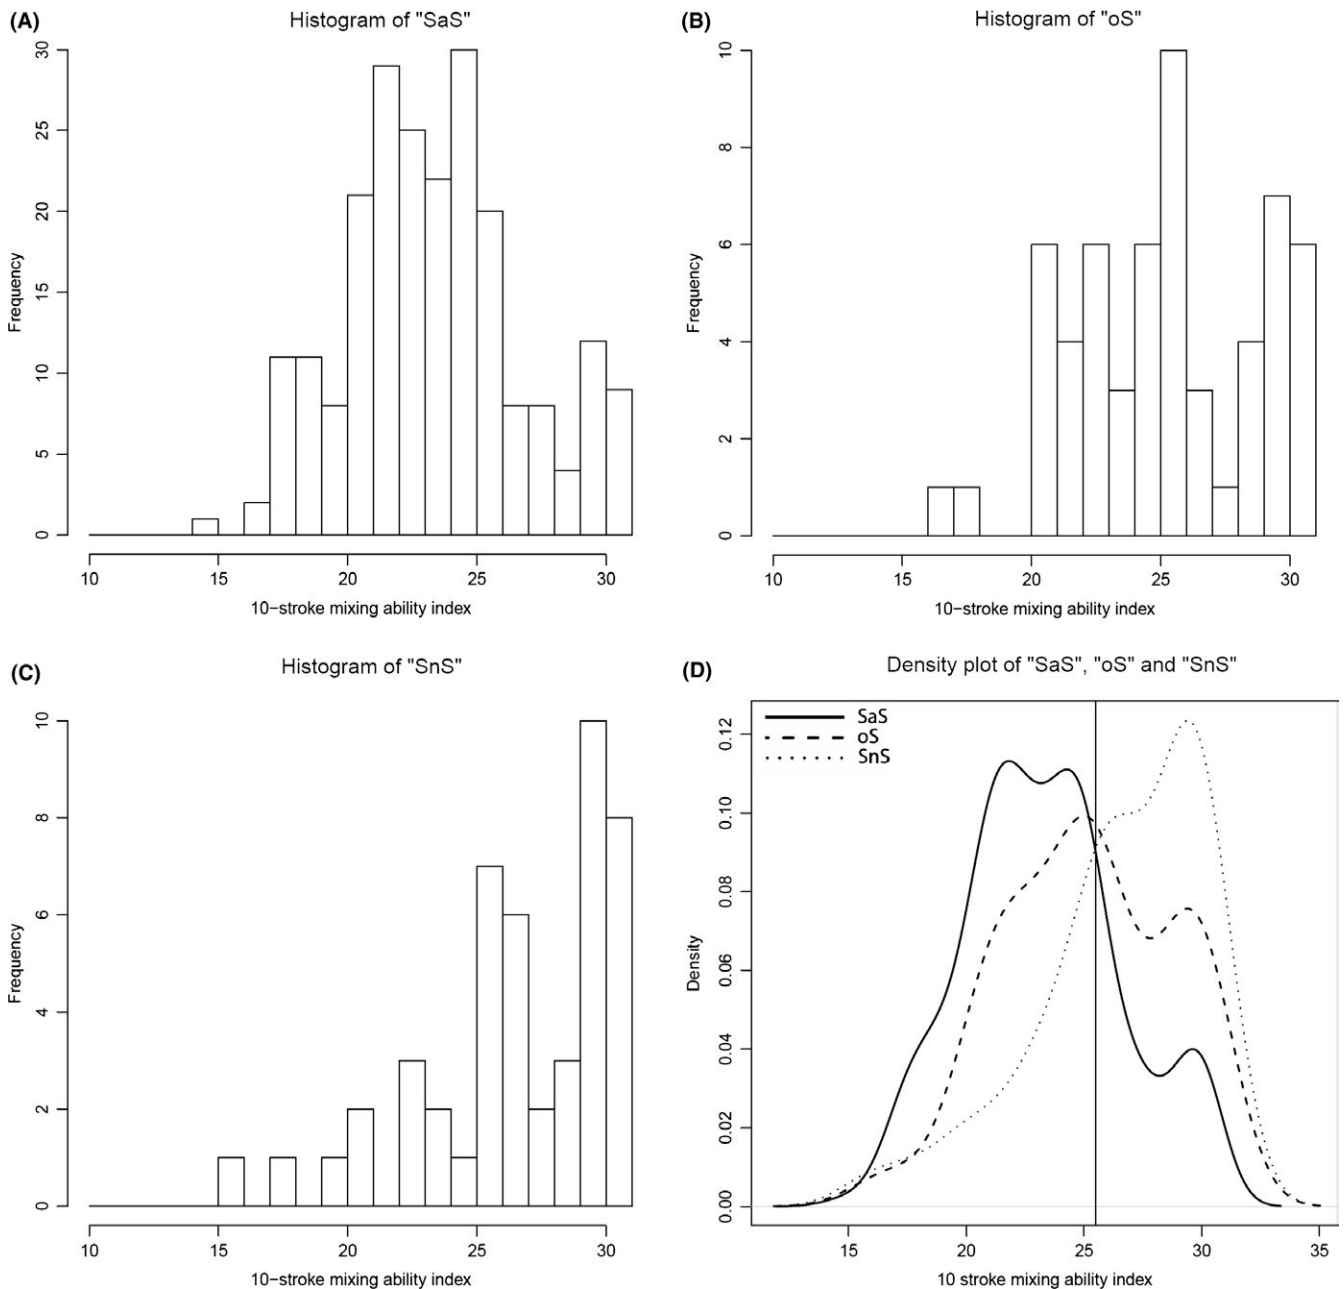 (A)
Histogram of "SaS"
Frequency
30
25
20
15
10
5
0
10 15 20 25 30
10−stroke mixing ability index
(B)
Histogram of "oS"
Frequency
10
8
6
4
2
0
10 15 20 25 30
10−stroke mixing ability index
(C)
Histogram of "SnS"
Frequency
10
8
6
4
2
0
10 15 20 25 30
10−stroke mixing ability index
(D)
Density plot of "SaS", "oS" and "SnS"
SaS
oS
SnS
Density
0.12
0.10
0.08
0.06
0.04
0.02
0.00
15 20 25 30 35
10 stroke mixing ability index